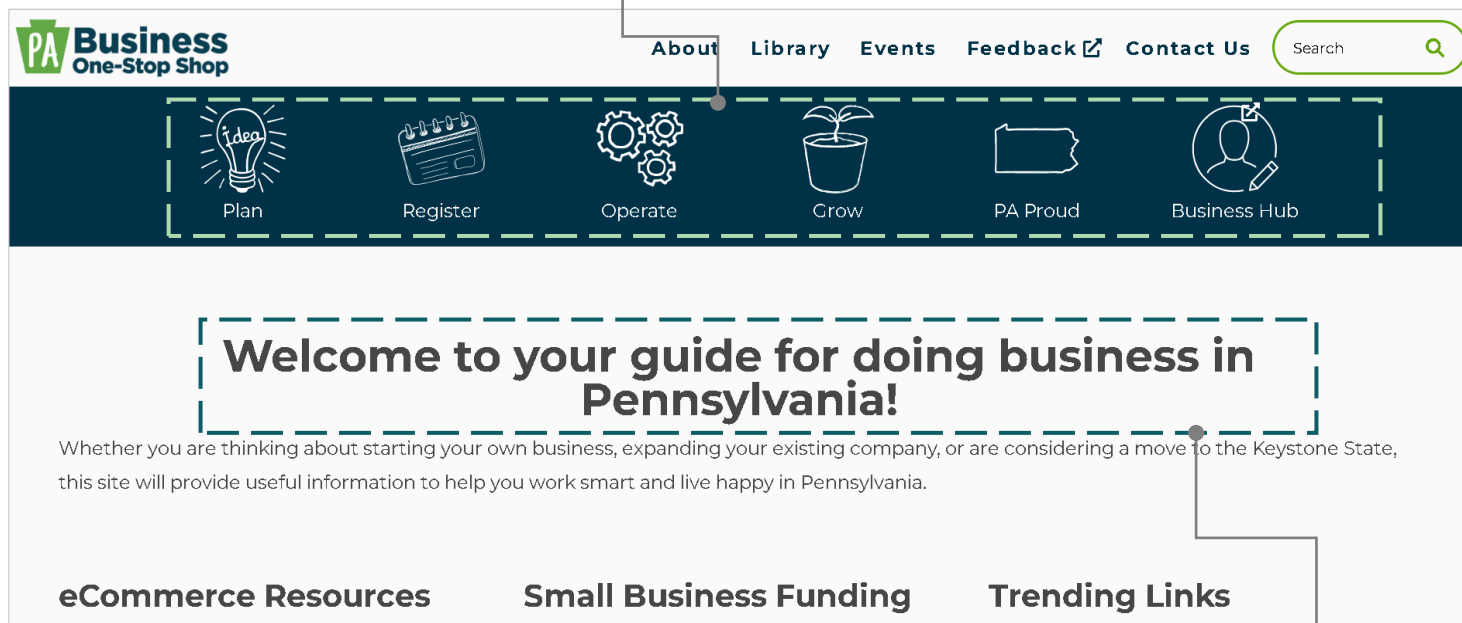 PA Business
One-Stop Shop
About Library Events Feedback Contact Us Search
idea
Plan Register Operate Grow PA Proud Business Hub
Welcome to your guide for doing business in
Pennsylvania!
Whether you are thinking about starting your own business, expanding your existing company, or are considering a move to the Keystone State,
this site will provide useful information to help you work smart and live happy in Pennsylvania.
eCommerce Resources Small Business Funding Trending Links